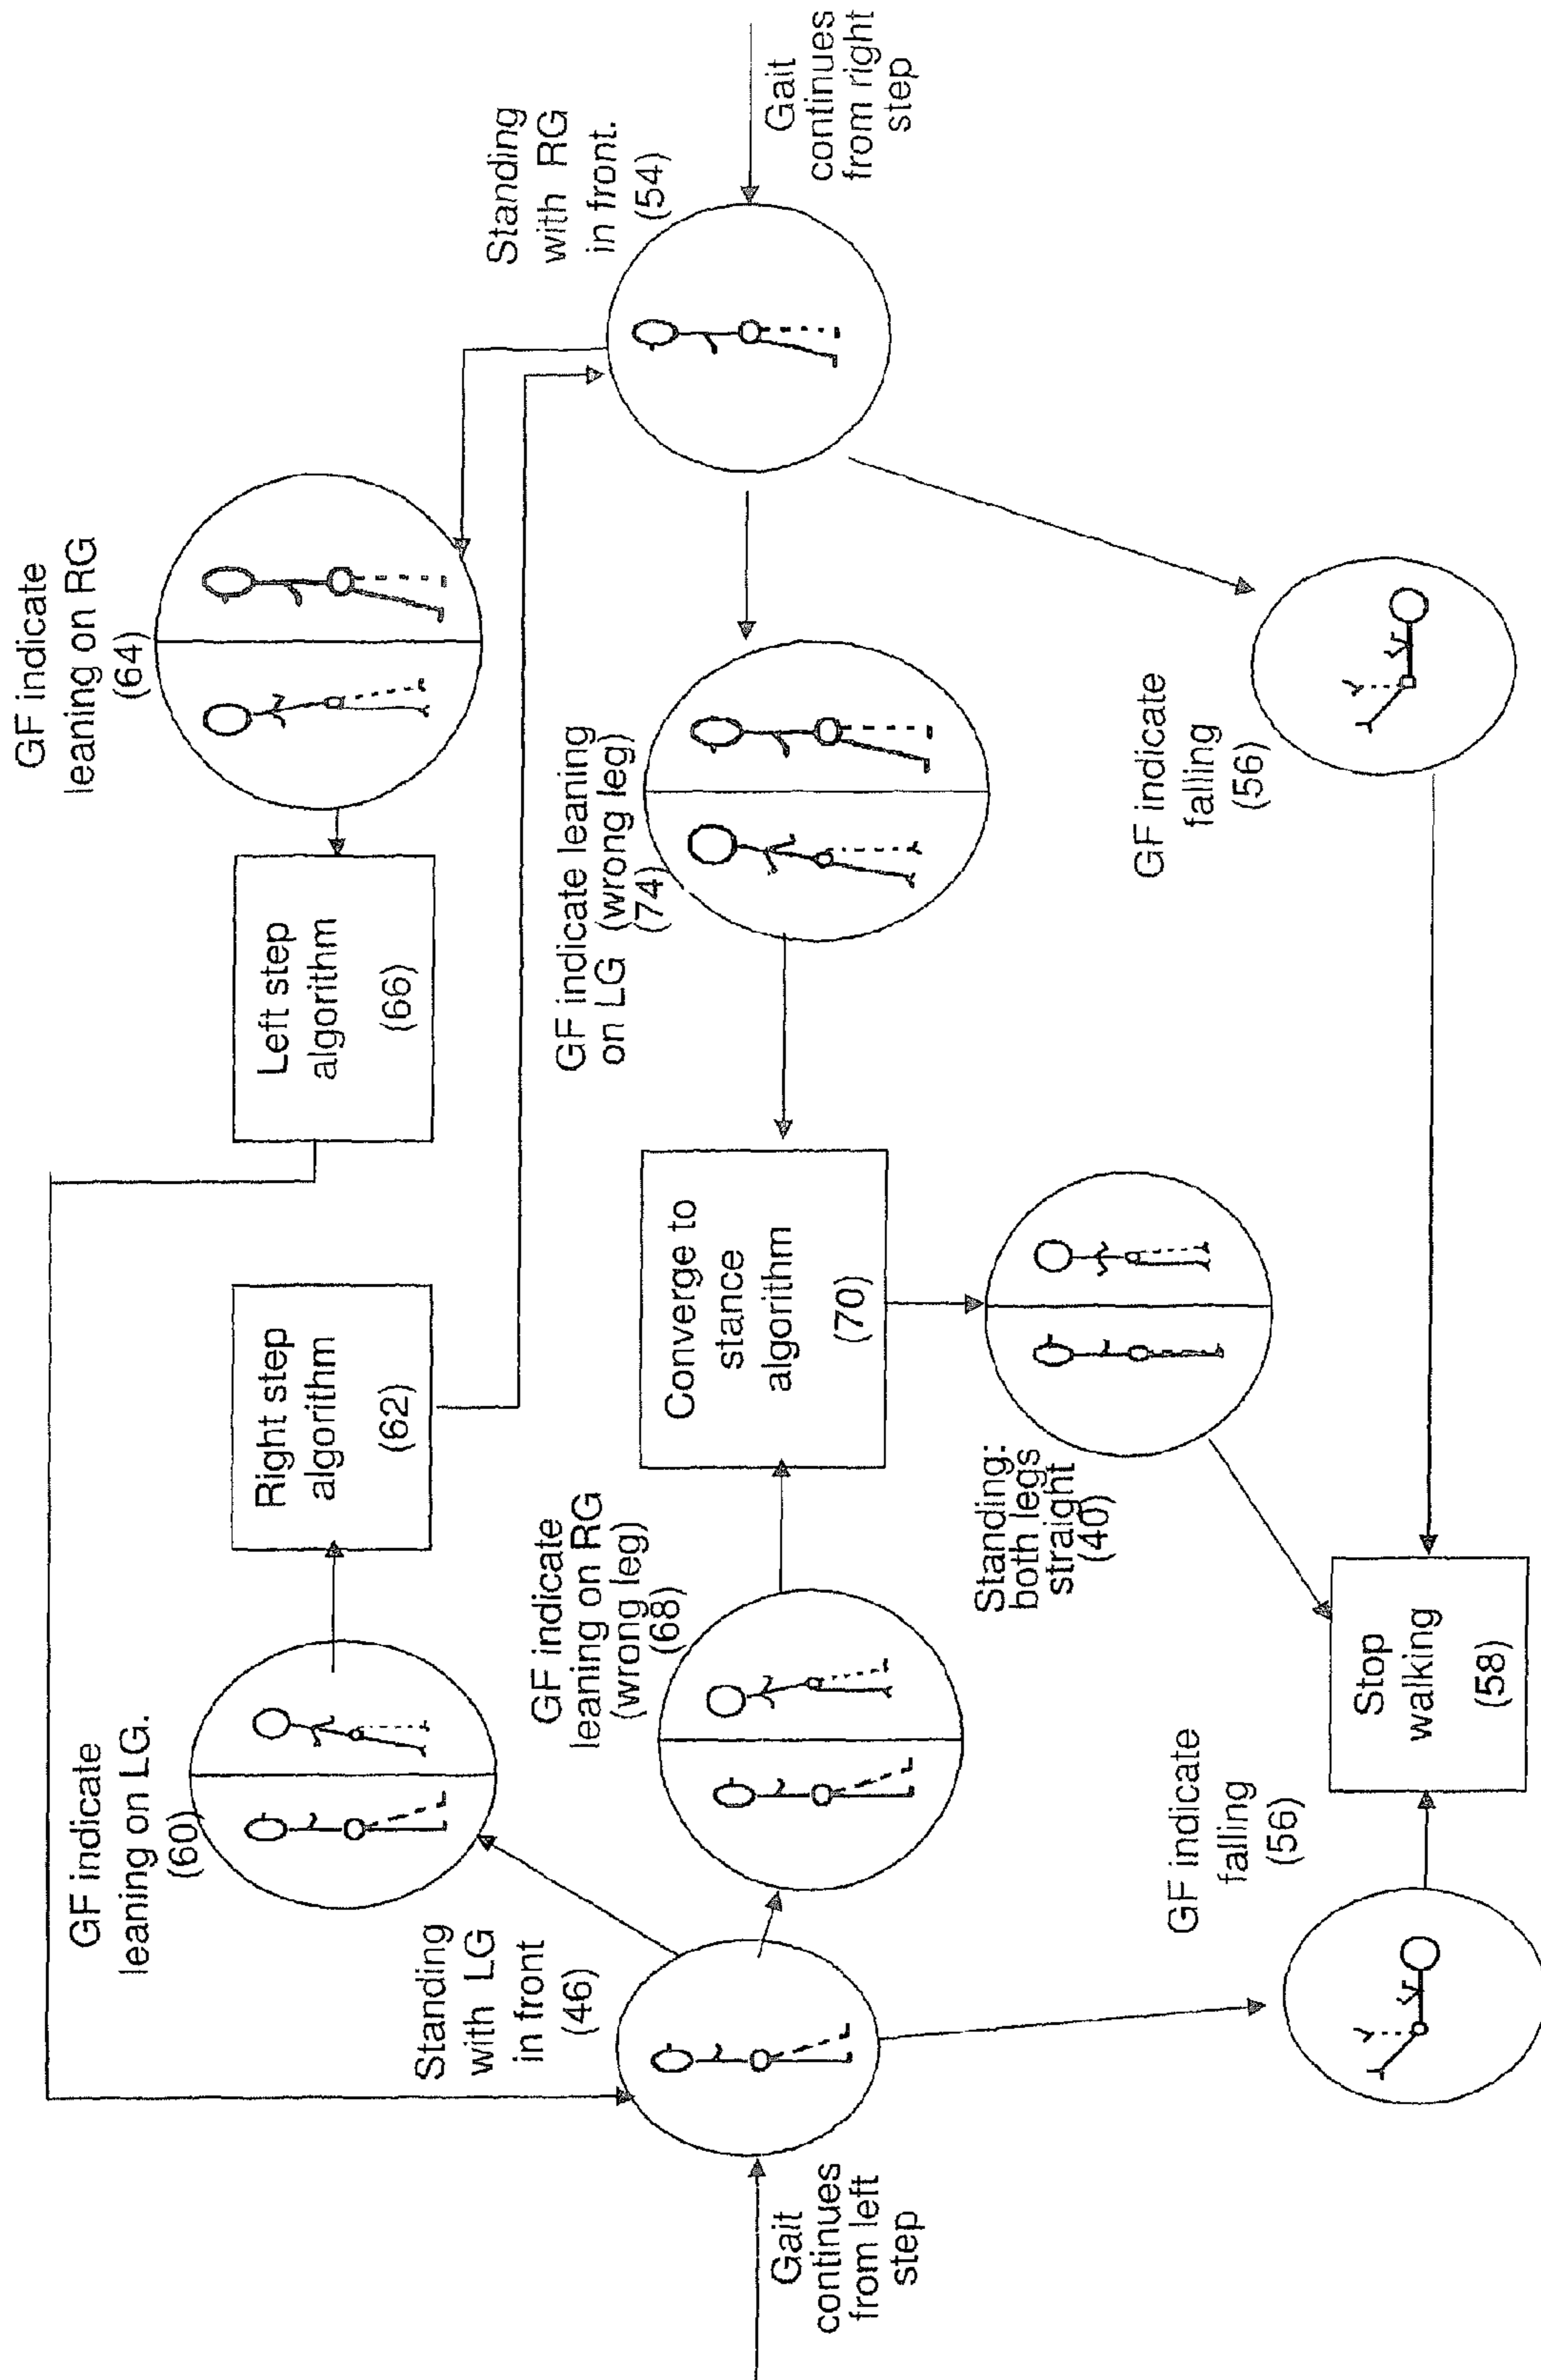 GF indicate
leaning on LG.
(60)
Right step
algorithm
(62)
Left step
algorithm
(66)
GF indicate
leaning on RG
(64)
Standing
with LG
in front
(46)
GF indicate
leaning on RG
(wrong leg)
(68)
Converge to
stance
algorithm
(70)
GF indicate leaning
on LG (wrong leg)
(74)
Standing
with RG
in front.
(54)
Gait
continues
from left
step
Gait
continues
from right
step
Standing:
both legs
straight
(40)
GF indicate
falling
(56)
Stop
walking
(58)
GF indicate
falling
(56)